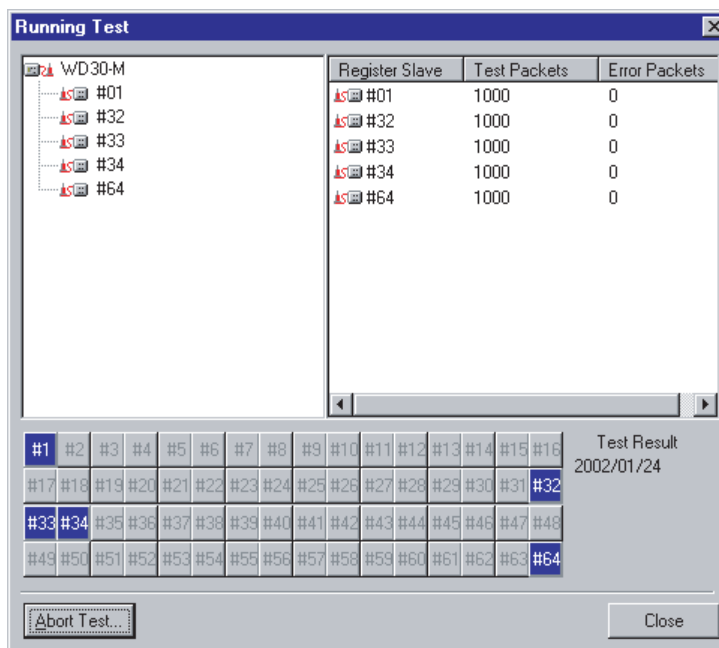 Running Test
WD30-M
#01
#32
#33
#34
#64
Register Slave Test Packets Error Packets
#01 1000 0
#32 1000 0
#33 1000 0
#34 1000 0
#64 1000 0
#1 #2 #3 #4 #5 #6 #7 #8 #9 #10 #11 #12 #13 #14 #15 #16
#17 #18 #19 #20 #21 #22 #23 #24 #25 #26 #27 #28 #29 #30 #31 #32
#33 #34 #35 #36 #37 #38 #39 #40 #41 #42 #43 #44 #45 #46 #47 #48
#49 #50 #51 #52 #53 #54 #55 #56 #57 #58 #59 #60 #61 #62 #63 #64
Test Result
2002/01/24
Abort Test... Close